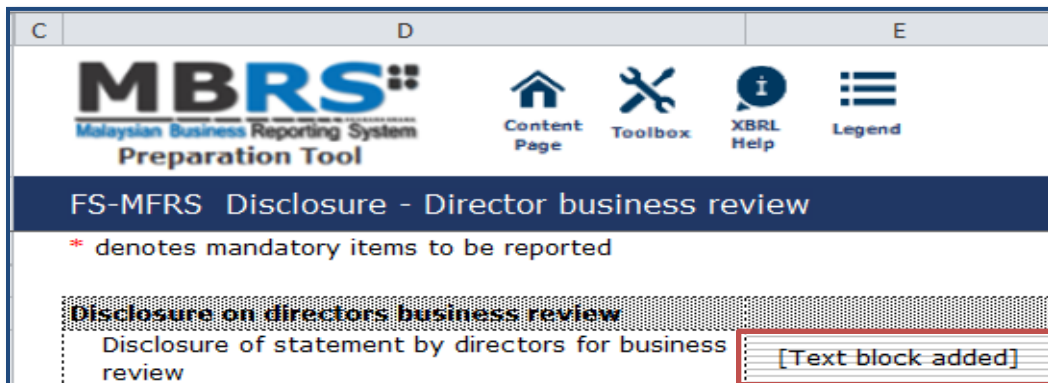 C D E
MBRS
Malaysian Business Reporting System
Preparation Tool
Content
Page
Toolbox
XBRL
Help
Legend
FS-MFRS Disclosure - Director business review
* denotes mandatory items to be reported
Disclosure on directors business review
Disclosure of statement by directors for business
review
[Text block added]